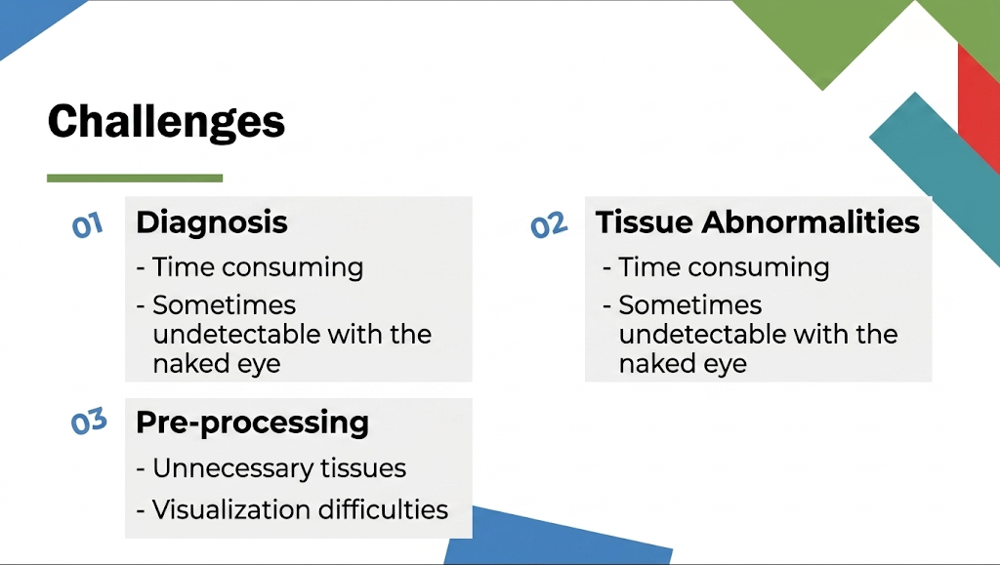 Challenges
01
Diagnosis
- Time consuming
- Sometimes
undetectable with the
naked eye
02
Tissue Abnormalities
- Time consuming
- Sometimes
undetectable with the
naked eye
03
Pre-processing
- Unnecessary tissues
- Visualization difficulties